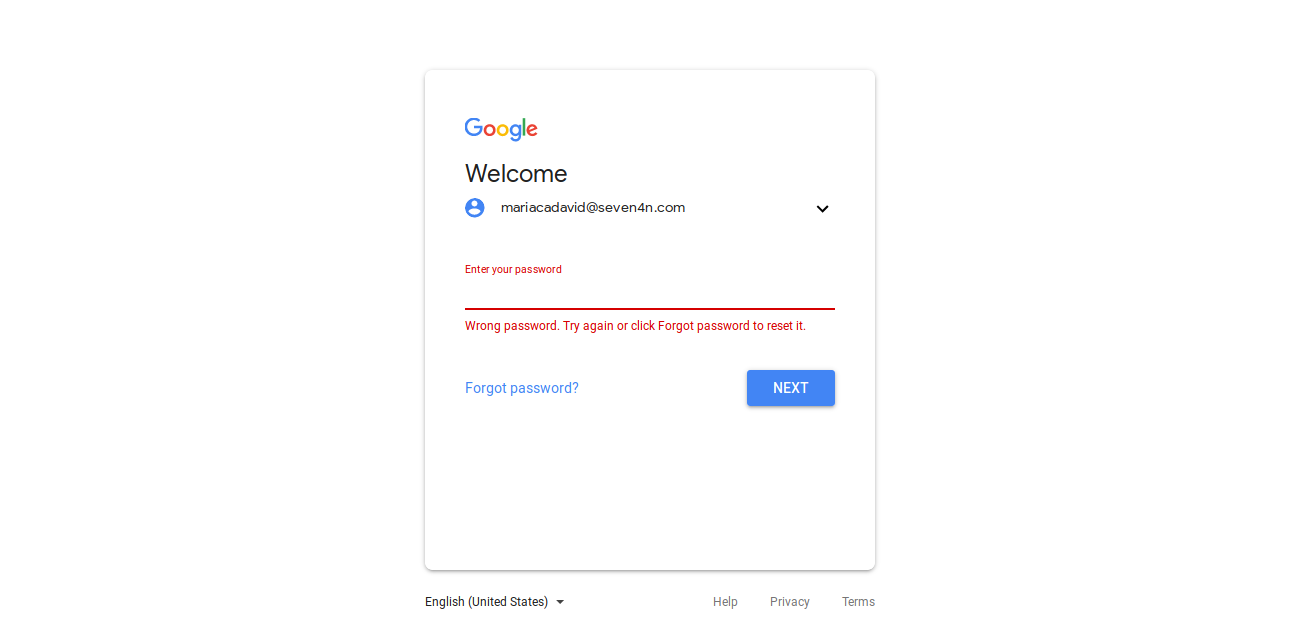 Google
Welcome
mariacadavid@seven4n.com
Enter your password
Wrong password. Try again or click Forgot password to reset it.
Forgot password?
NEXT
English (United States)
Help
Privacy
Terms